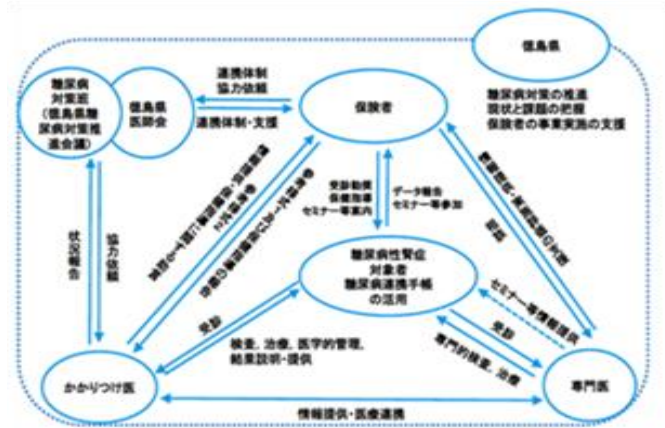 徳島県
糖尿病対策の推進
現状と課題の把握
保険者の事業実施の支援
糖尿病
対策班
(徳島県糖
尿病対策推
進会議)
徳島県
医師会
連携体制
協力依頼
連携体制・支援
保険者
受診勧奨
保健指導
セミナー等案内
データ報告
セミナー等参加
状況報告
協力依頼
糖尿病性腎症
対象者
糖尿病連携手帳
の活用
受診
検査, 治療, 医学的管理,
結果説明・提供
セミナー等情報提供
受診
専門的検査, 治療
かかりつけ医
専門医
情報提供・医療連携